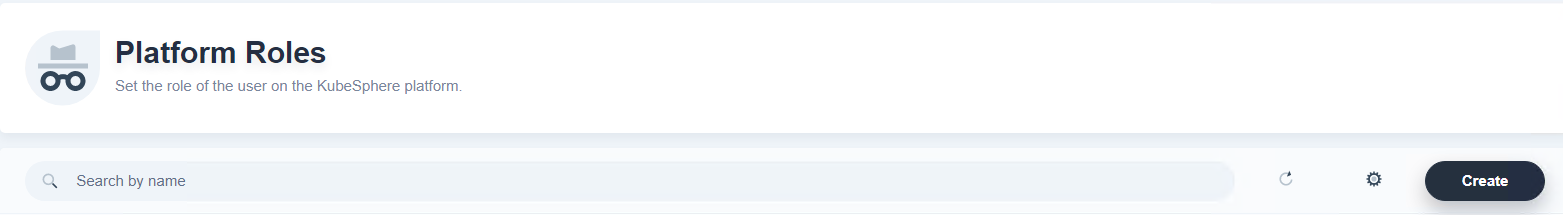 Platform Roles
Set the role of the user on the KubeSphere platform.
Search by name
Create